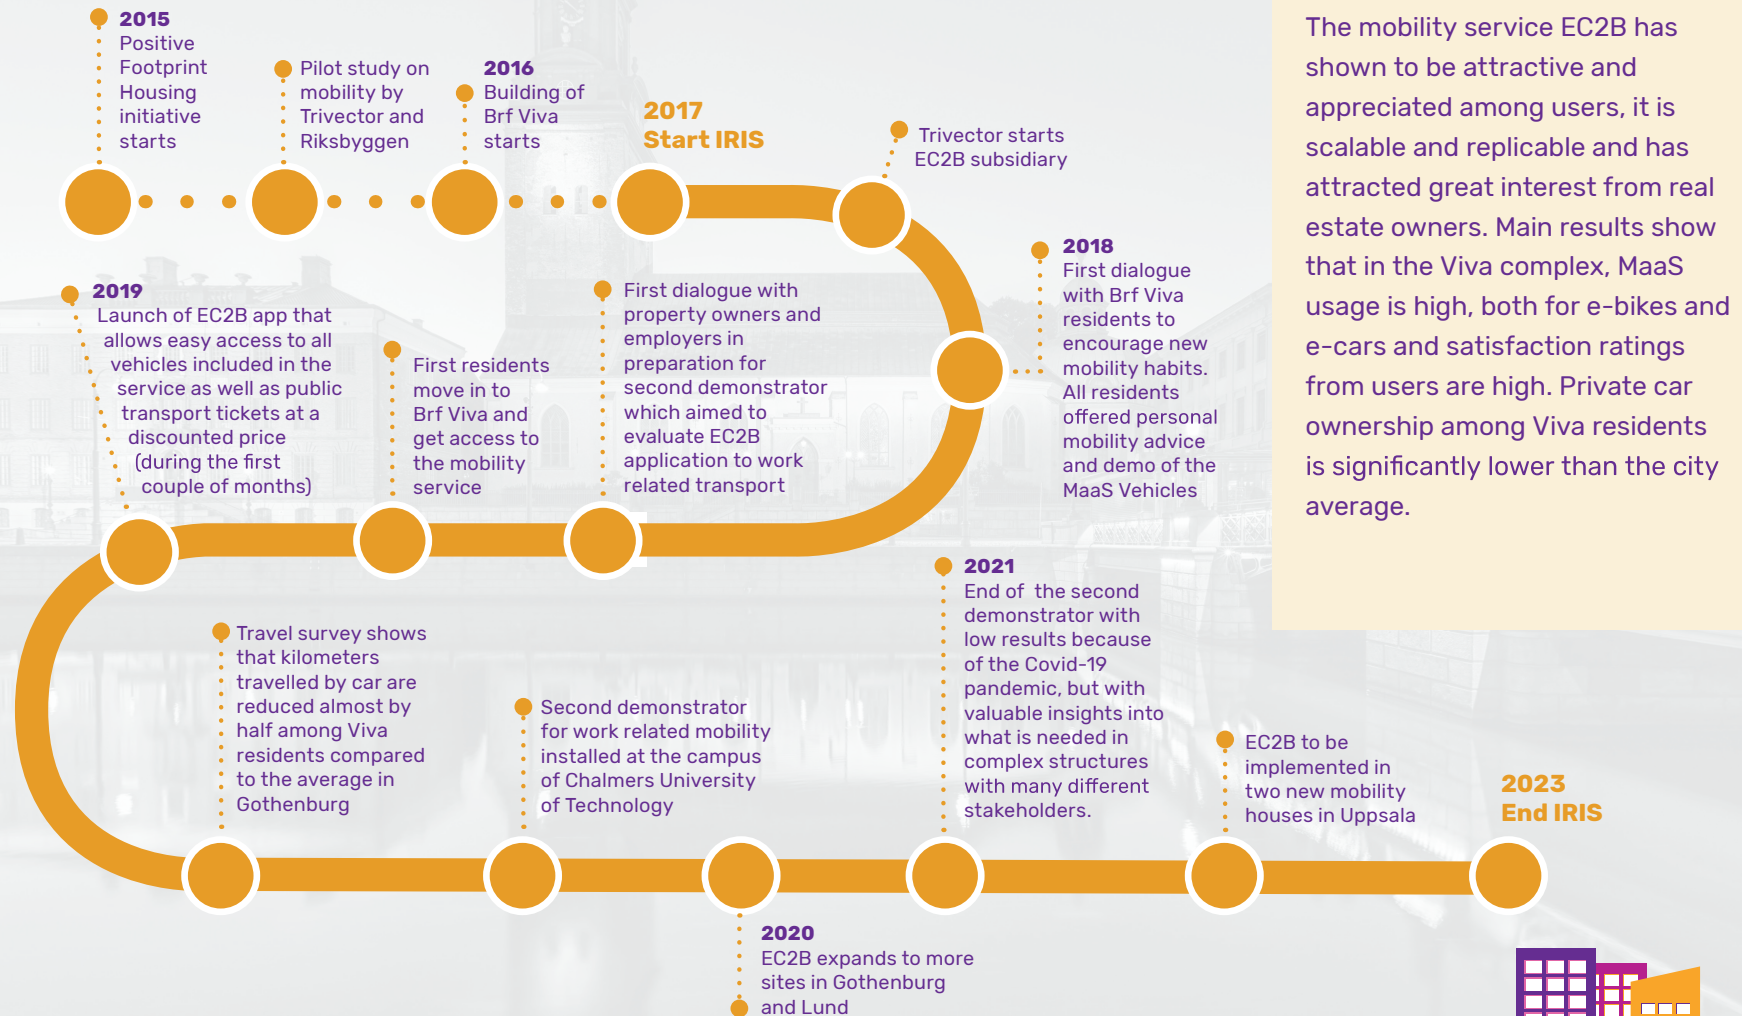 2015
Positive
Footprint
Housing
initiative
starts
Pilot study on
mobility by
Trivector and
Riksbyggen
2016
Building of
Brf Viva
starts
2017
Start IRIS
Trivector starts
EC2B subsidiary
2018
First dialogue
with Brf Viva
residents to
encourage new
mobility habits.
All residents
offered personal
mobility advice
and demo of the
MaaS Vehicles
First dialogue with
property owners and
employers in
preparation for
second demonstrator
which aimed to
evaluate EC2B
application to work
related transport
First residents
move in to
Brf Viva and
get access to
the mobility
service
2019
Launch of EC2B app that
allows easy access to all
vehicles included in the
service as well as public
transport tickets at a
discounted price
(during the first
couple of months)
Travel survey shows
that kilometers
travelled by car are
reduced almost by
half among Viva
residents compared
to the average in
Gothenburg
Second demonstrator
for work related mobility
installed at the campus
of Chalmers University
of Technology
2020
EC2B expands to more
sites in Gothenburg
and Lund
2021
End of the second
demonstrator with
low results because
of the Covid-19
pandemic, but with
valuable insights into
what is needed in
complex structures
with many different
stakeholders.
EC2B to be
implemented in
two new mobility
houses in Uppsala
2023
End IRIS
The mobility service EC2B has
shown to be attractive and
appreciated among users, it is
scalable and replicable and has
attracted great interest from real
estate owners. Main results show
that in the Viva complex, MaaS
usage is high, both for e-bikes and
e-cars and satisfaction ratings
from users are high. Private car
ownership among Viva residents
is significantly lower than the city
average.